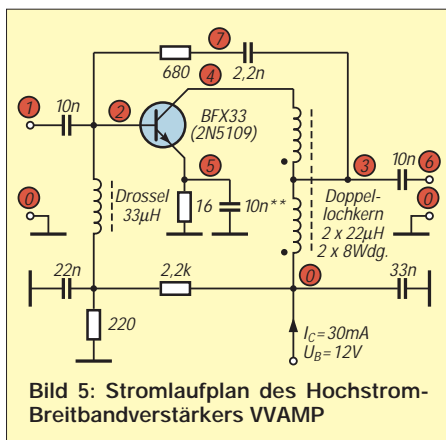 7
680
2,2n
4
1
10n
2
BFX33
(2N5109)
5
3
10n
6
0
Drossel
33µH
16
10n**
Doppel-
lochkern
2 x 22µH
2 x 8Wdg.
0
22n
2,2k
0
33n
220
I_C=30mA
U_B=12V
Bild 5: Stromlaufplan des Hochstrom-
Breitbandverstärkers VVAMP